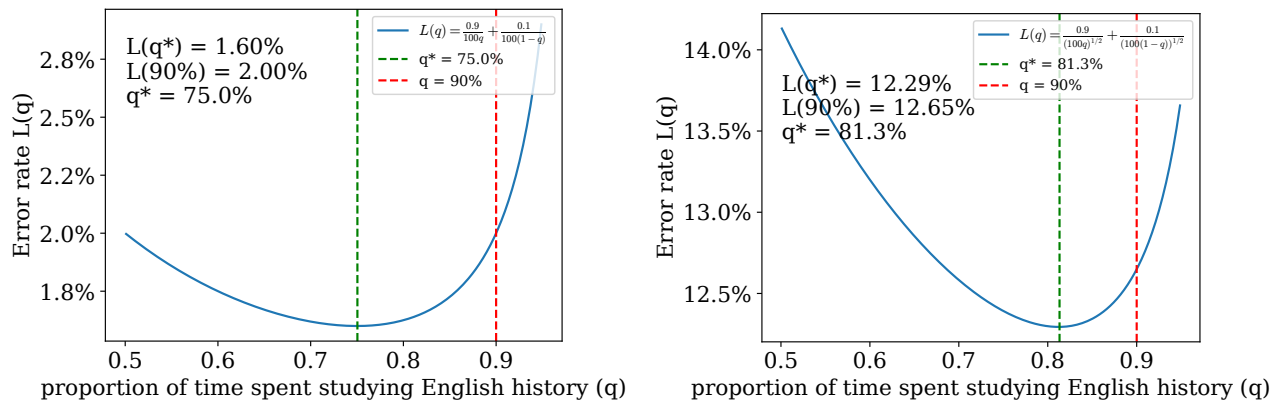 2.8%
2.5%
2.2%
2.0%
1.8%
Error rate L(q)
L(q*) = 1.60%
L(90%) = 2.00%
q* = 75.0%
L(q) = \frac{0.9}{100q} + \frac{0.1}{100(1-q)}
q* = 75.0%
q = 90%
0.5 0.6 0.7 0.8 0.9
proportion of time spent studying English history (q)
14.0%
13.5%
13.0%
12.5%
Error rate L(q)
L(q*) = 12.29%
L(90%) = 12.65%
q* = 81.3%
L(q) = \frac{0.9}{(100q)^{1/2}} + \frac{0.1}{(100(1-q))^{1/2}}
q* = 81.3%
q = 90%
0.5 0.6 0.7 0.8 0.9
proportion of time spent studying English history (q)